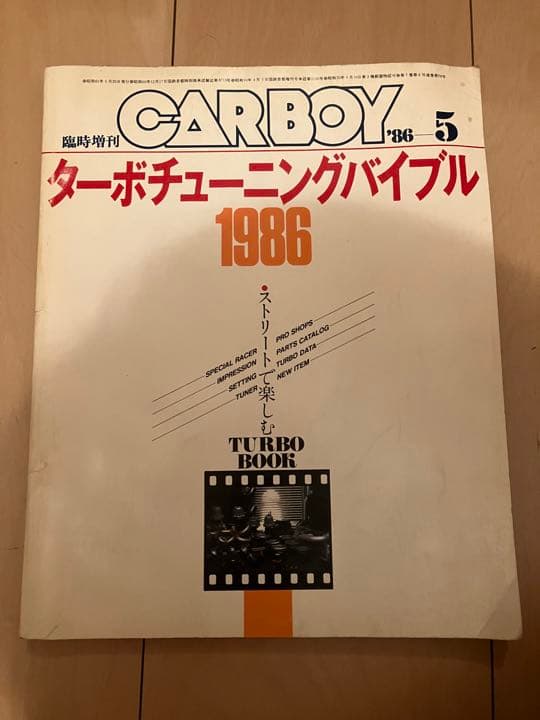 臨時増刊
CARBOY
'86—5
ターボチューニングバイブル
1986
•ストリートで楽しむ
SPECIAL RACER
PRO SHOPS
IMPRESSION
PARTS CATALOG
SETTING
TURBO DATA
TUNER
NEW ITEM
TURBO
BOOK